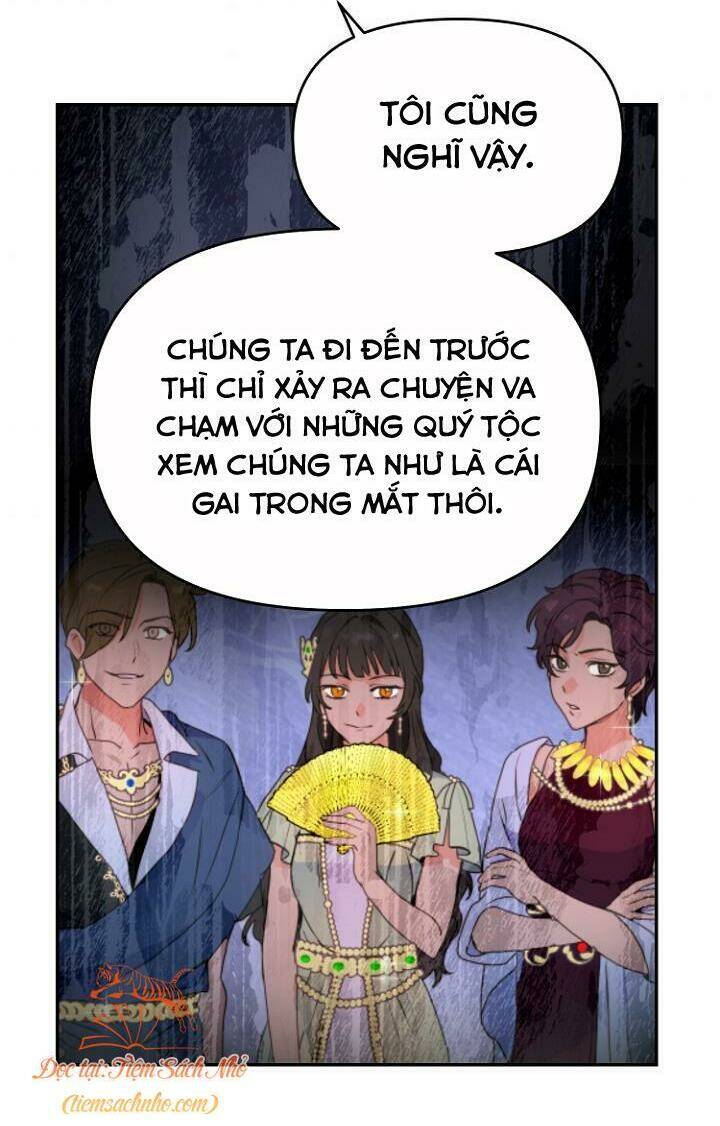 TÔI CŨNG
NGHĨ VẬY.
CHÚNG TA ĐI ĐẾN TRƯỚC
THÌ CHỈ XẢY RA CHUYỆN VA
CHẠM VỚI NHỮNG QUÝ TỘC
XEM CHÚNG TA NHƯ LÀ CÁI
GAI TRONG MẮT THÔI.
Đọc tại: Tiệm Sách Nhỏ
(tiemsachnho.com)